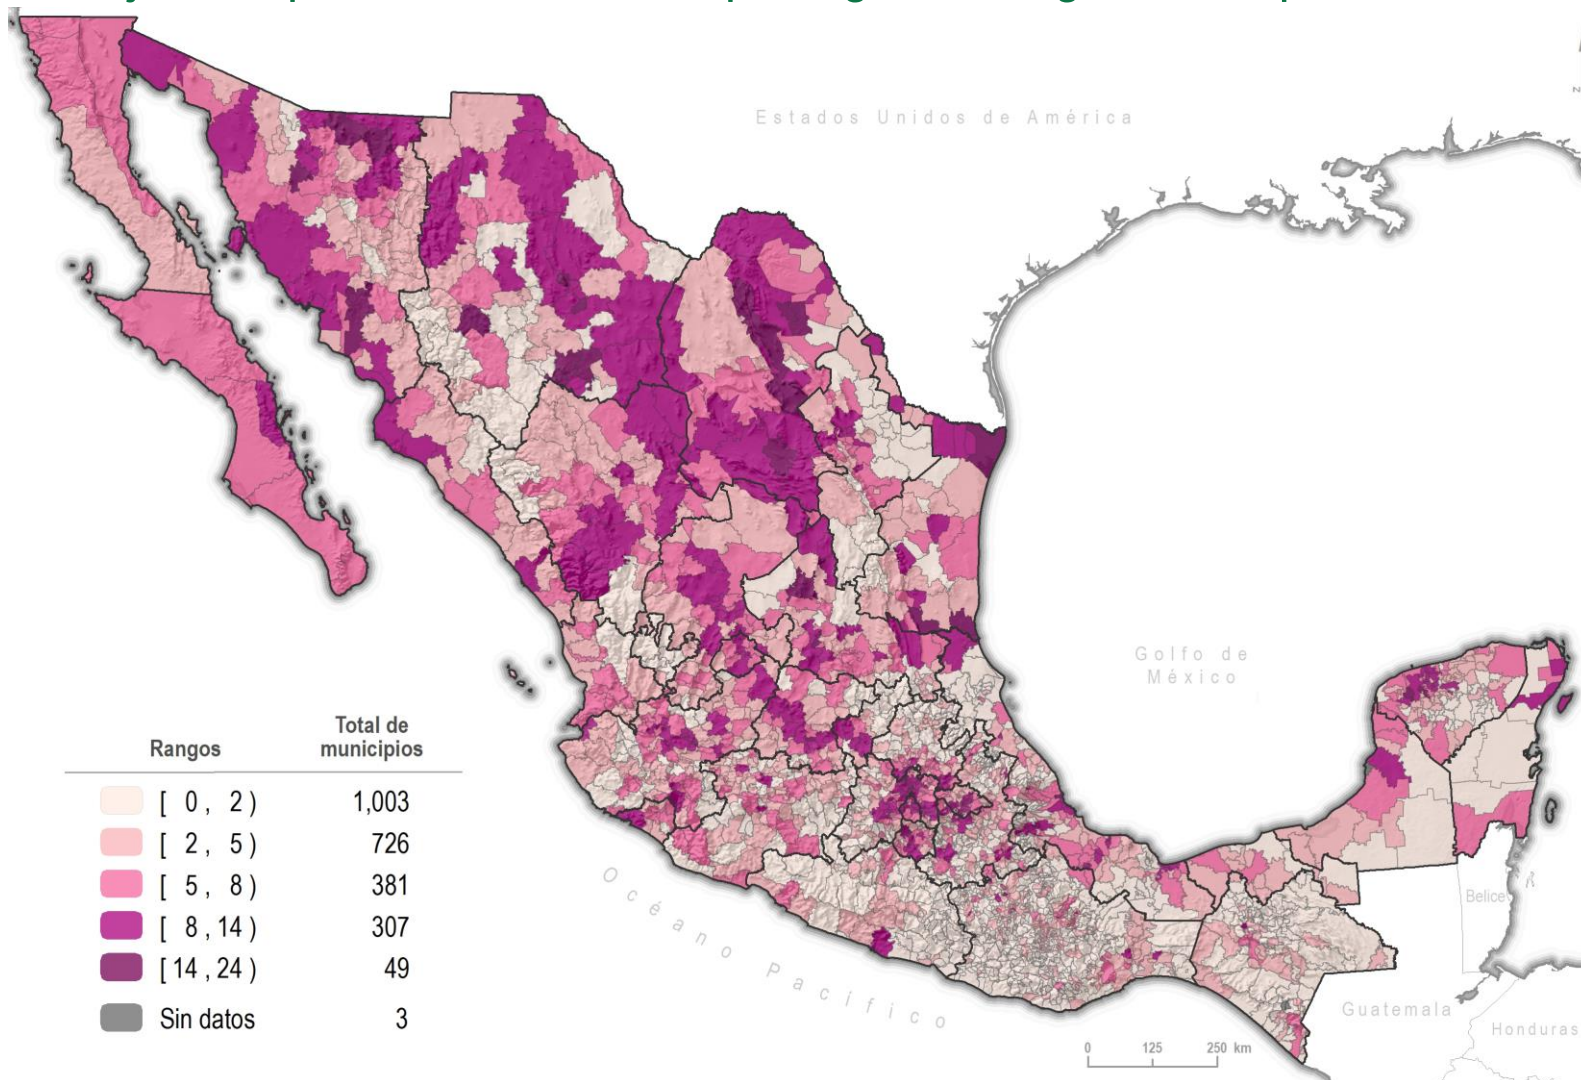 Estados Unidos de América
Golfo de
México
Océano Pacífico
Belice
Guatemala
Honduras
Rangos
Total de
municipios
[ 0 , 2 ) 1,003
[ 2 , 5 ) 726
[ 5 , 8 ) 381
[ 8 , 14 ) 307
[ 14 , 24 ) 49
Sin datos 3
0 125 250 km